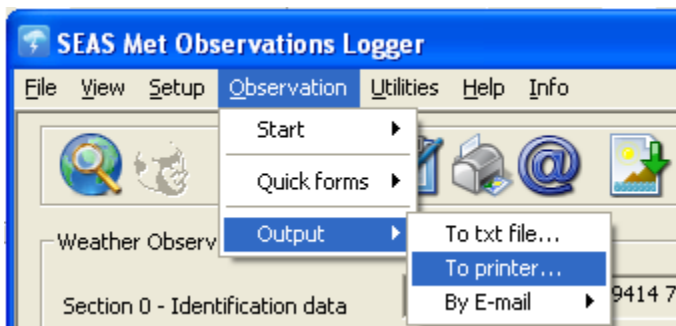 SEAS Met Observations Logger
File View Setup Observation Utilities Help Info
Start
Quick forms
Output
To txt file...
To printer...
By E-mail
Weather Observ
Section 0 - Identification data
9414 7